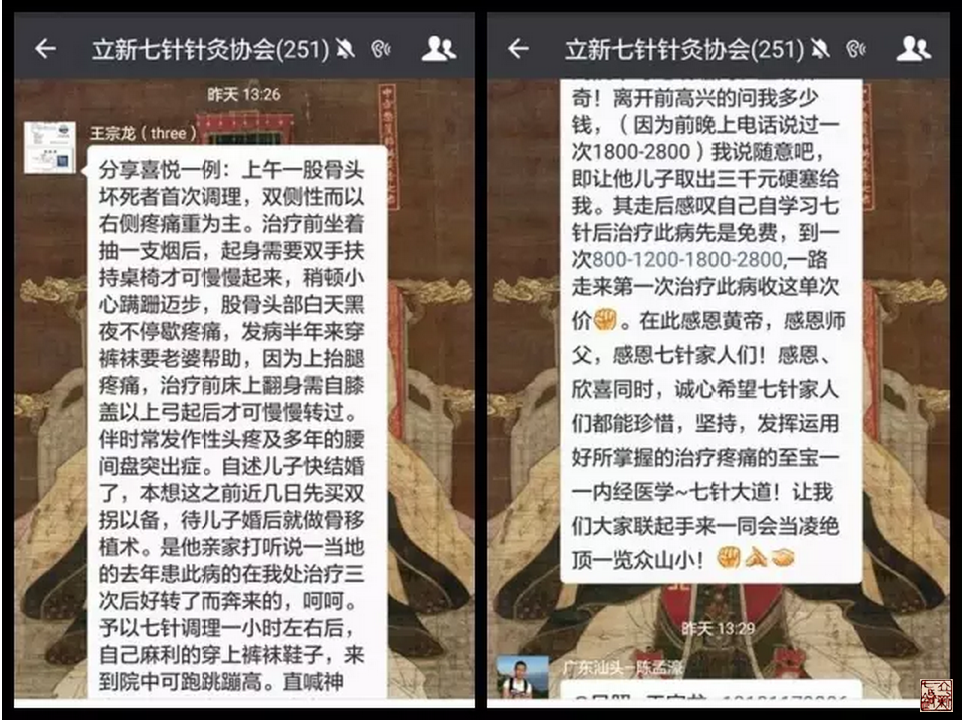 立新七针针灸协会(251)
昨天 13:26
王宗龙（three）
分享喜悦一例：上午一股骨头
坏死者首次调理，双侧性而以
右侧疼痛重为主。治疗前坐着
抽一支烟后，起身需要双手扶
持桌椅才可慢慢起来，稍顿小
心蹒跚迈步，股骨头部白天黑
夜不停歇疼痛，发病半年来穿
裤袜要老婆帮助，因为上抬腿
疼痛，治疗前床上翻身需自膝
盖以上弓起后才可慢慢转过。
伴时常发作性头疼及多年的腰
间盘突出症。自述儿子快结婚
了，本想这之前近几日先买双
拐以备，待儿子婚后就做骨移
植术。是他亲家打听说一当地
的去年患此病的在我处治疗三
次后好转了而奔来的，呵呵。
予以七针调理一小时左右后，
自己麻利的穿上裤袜鞋子，来
到院中可跑跳蹦高。直喊神
立新七针针灸协会(251)
奇！离开前高兴的问我多少
钱，（因为前晚上电话说过一
次1800-2800）我说随意吧，
即让他儿子取出三千元硬塞给
我。其走后感叹自己自学习七
针后治疗此病先是免费，到一
次800-1200-1800-2800,一路
走来第一次治疗此病收这单次
价。在此感恩黄帝，感恩师
父，感恩七针家人们！感恩、
欣喜同时，诚心希望七针家人
们都能珍惜，坚持，发挥运用
好所掌握的治疗疼痛的至宝一
一内经医学~七针大道！让我
们大家联起手来一同会当凌绝
顶一览众山小！
昨天 13:29
广东汕头—陈孟濠